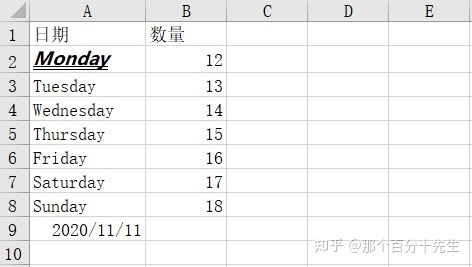 A B C D E
1 日期 数量
2 Monday 12
3 Tuesday 13
4 Wednesday 14
5 Thursday 15
6 Friday 16
7 Saturday 17
8 Sunday 18
9 2020/11/11
10
知乎 @那个百分十先生